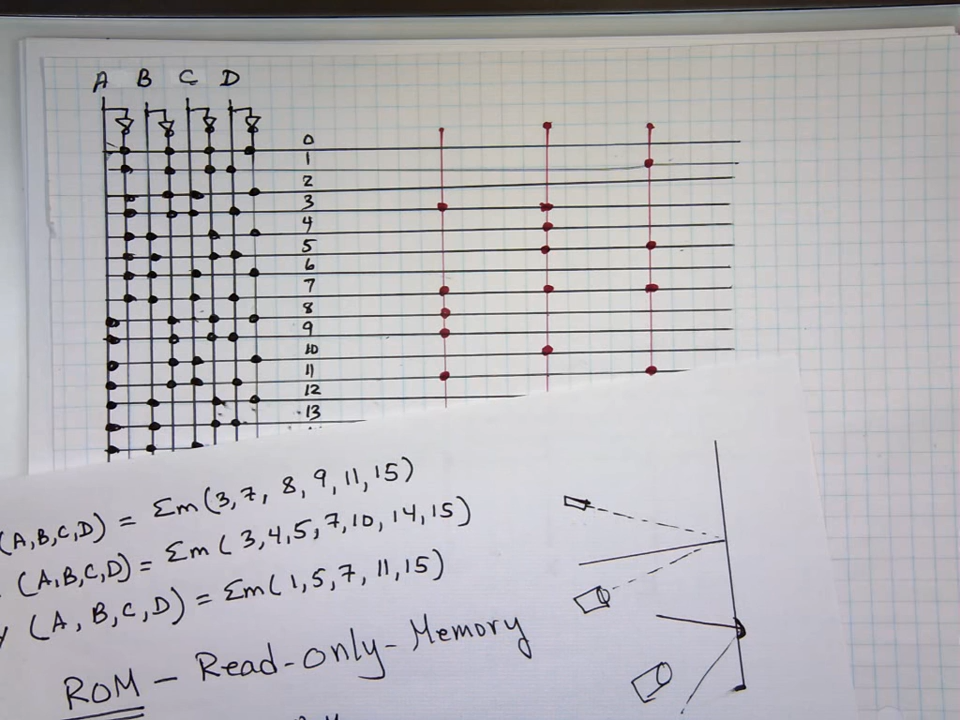 A B C D
0
1
2
3
4
5
6
7
8
9
10
11
12
13
(A,B,C,D) = Σm(3,7, 8,9,11,15)
(A,B,C,D) = Σm(3,4,5,7,10,14,15)
(A, B, C, D) = Σm(1,5,7,11,15)
ROM - Read-only-Memory